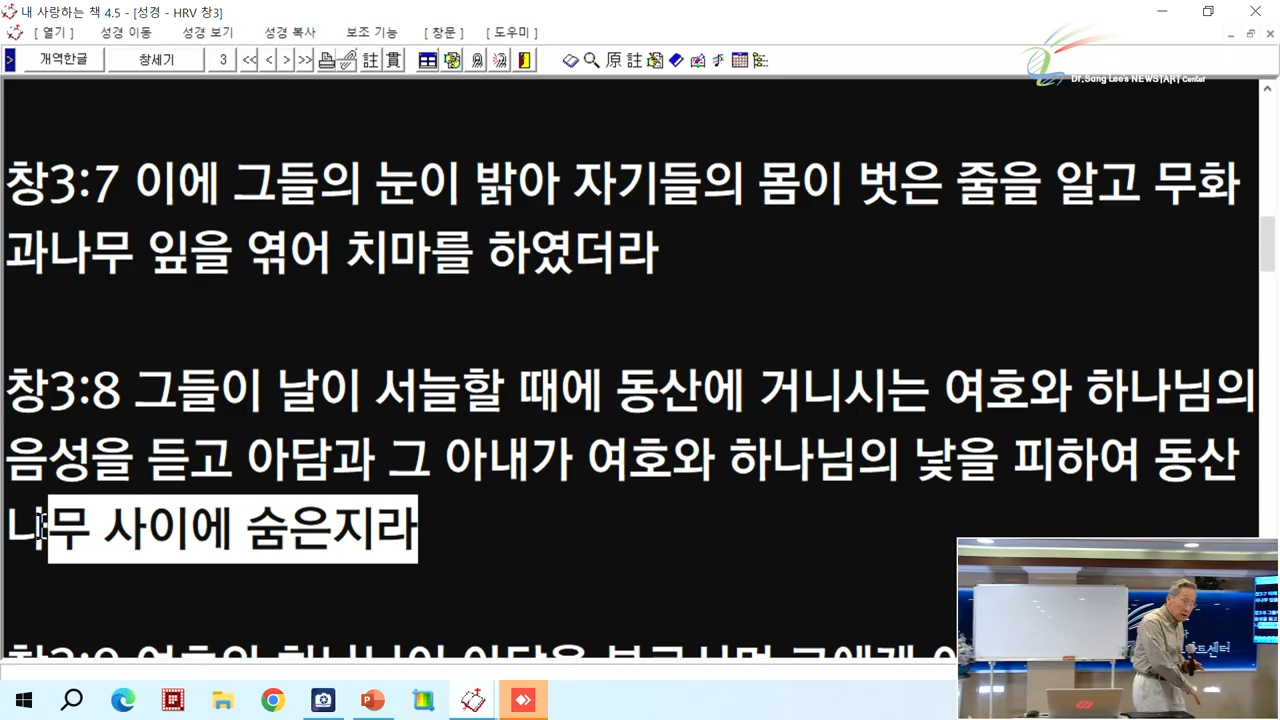 내 사랑하는 책 4.5 - [성경 - HRV 창3]
[ 열기 ] 성경 이동 성경 보기 성경 복사 보조 기능 [ 창문 ] [ 도우미 ]
개역한글 창세기 3 << < > >> 註 貫 原 註
Dr.Sang Lee's NEWSTART Center
창3:7 이에 그들의 눈이 밝아 자기들의 몸이 벗은 줄을 알고 무화
과나무 잎을 엮어 치마를 하였더라
창3:8 그들이 날이 서늘할 때에 동산에 거니시는 여호와 하나님의
음성을 듣고 아담과 그 아내가 여호와 하나님의 낯을 피하여 동산
나무 사이에 숨은지라